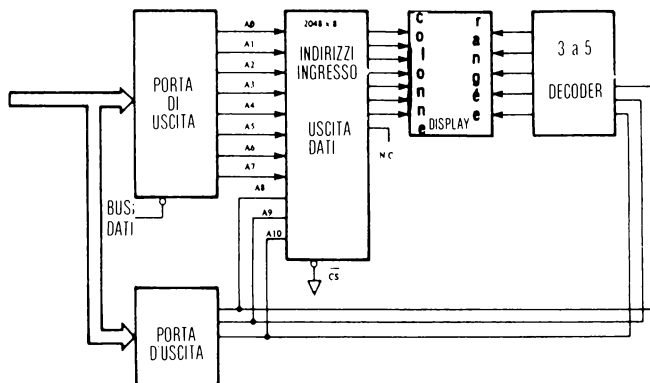 PORTA
DI
USCITA
BUS
DATI
A0
A1
A2
A3
A4
A5
A6
A7
A8
A9
A10
2048 x 8
INDIRIZZI
INGRESSO
USCITA
DATI
CS
NC
colonne
DISPLAY
rangée
3 a 5
DECODER
PORTA
D'USCITA